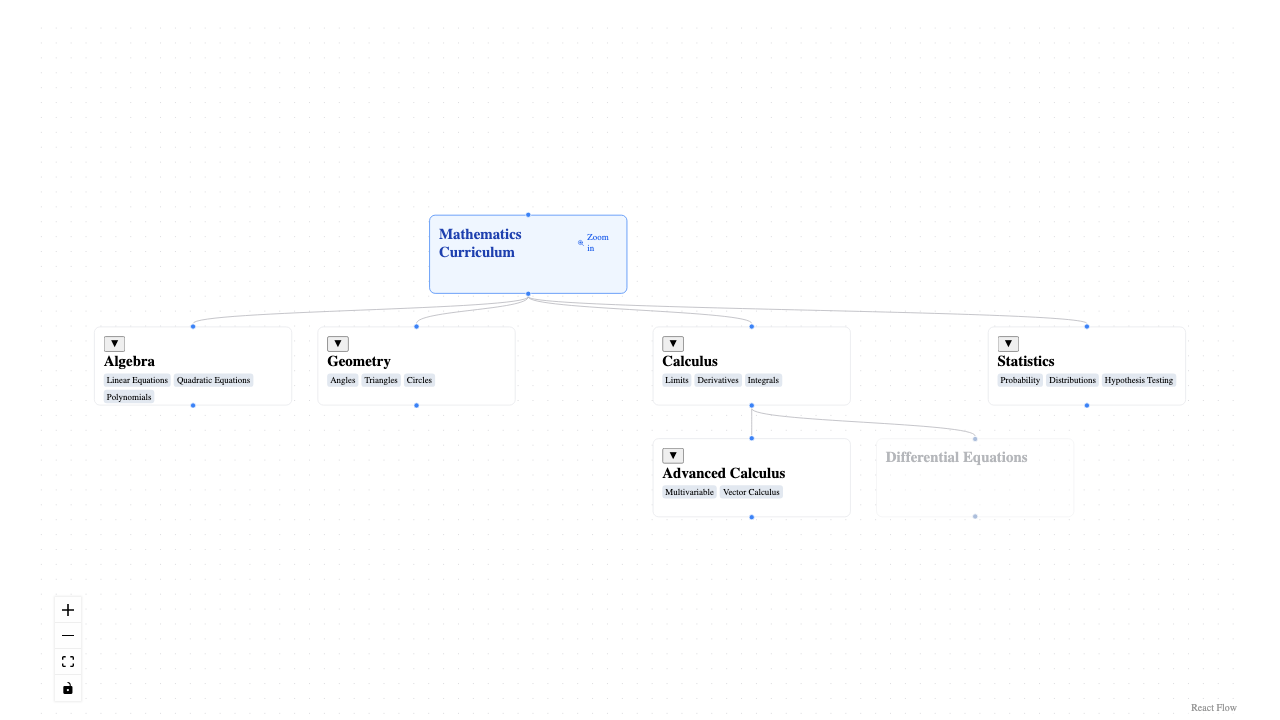 Mathematics
Curriculum
Zoom
in
▼
Algebra
Linear Equations Quadratic Equations
Polynomials
▼
Geometry
Angles Triangles Circles
▼
Calculus
Limits Derivatives Integrals
▼
Statistics
Probability Distributions Hypothesis Testing
▼
Advanced Calculus
Multivariable Vector Calculus
Differential Equations
React Flow